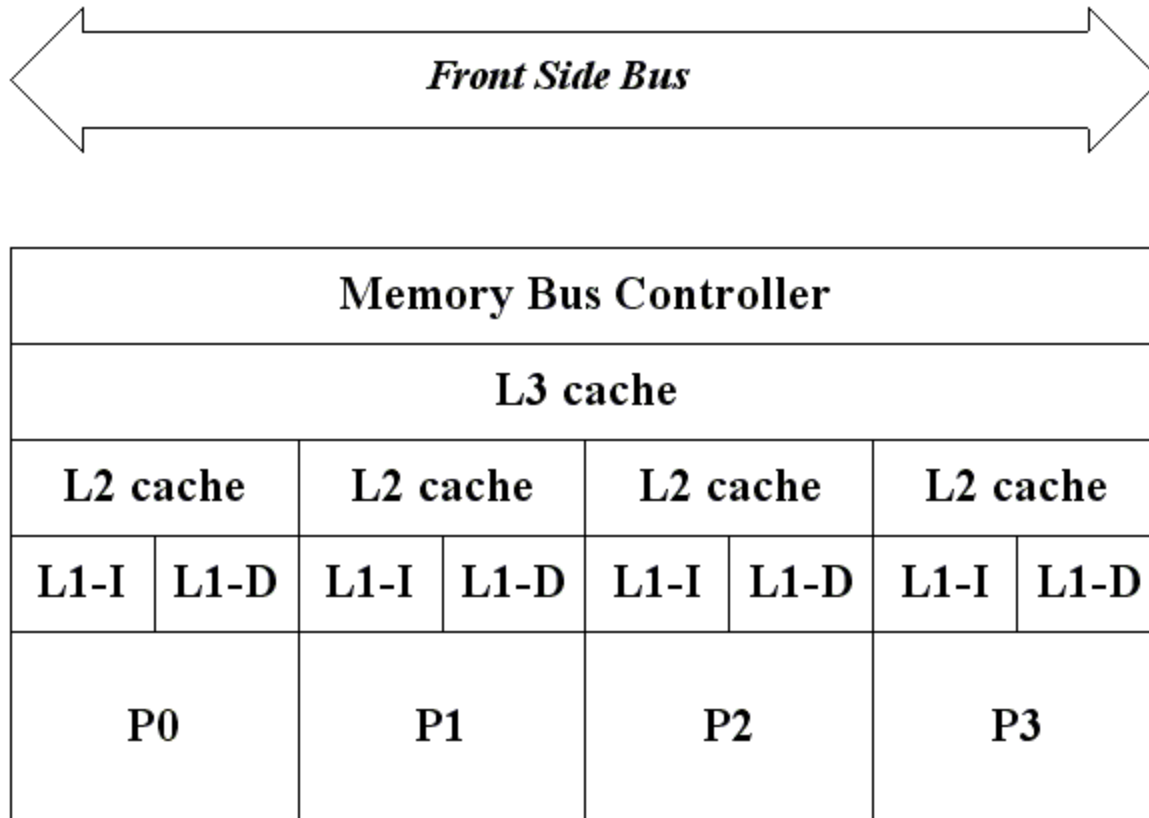 Front Side Bus
Memory Bus Controller
L3 cache
L2 cache L2 cache L2 cache L2 cache
L1-I L1-D L1-I L1-D L1-I L1-D L1-I L1-D
P0 P1 P2 P3